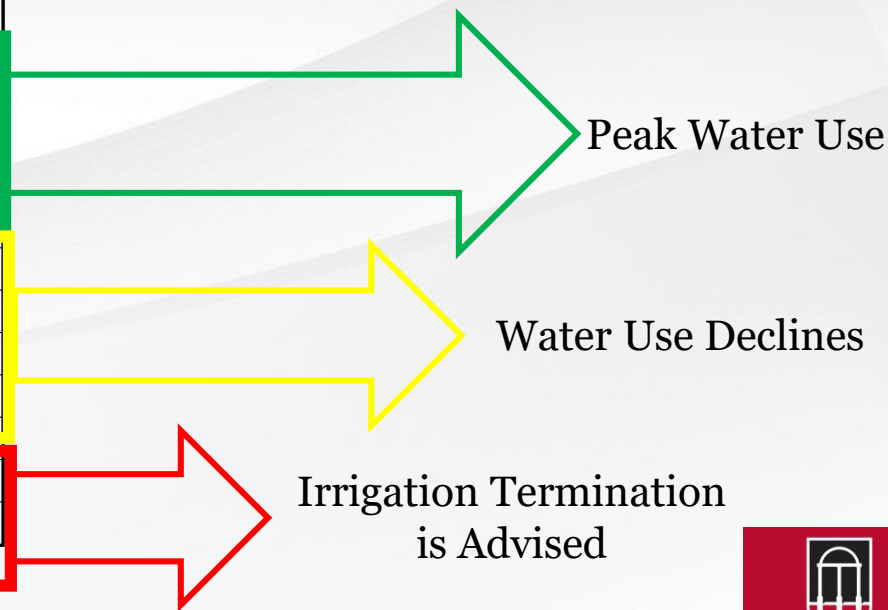 Peak Water Use
Water Use Declines
Irrigation Termination
is Advised